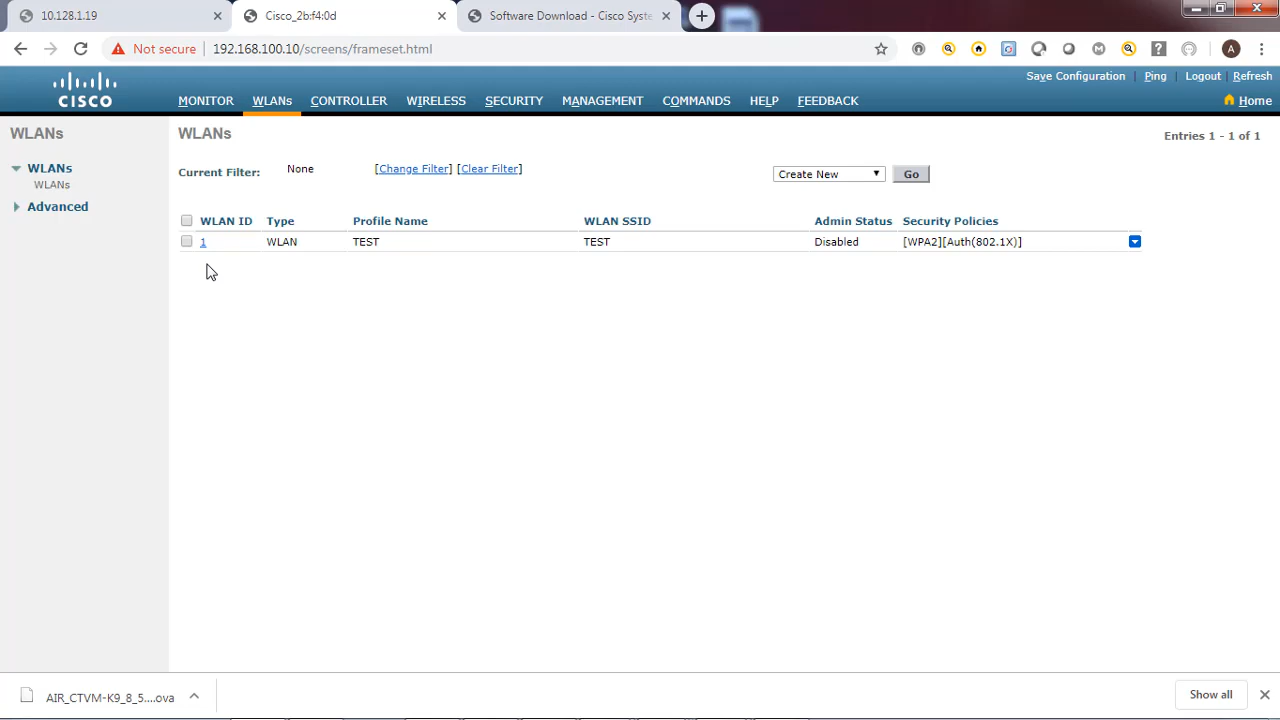 10.128.1.19
Cisco_2b:f4:0d
Software Download - Cisco Syste
Not secure
192.168.100.10/screens/frameset.html
Save Configuration Ping Logout Refresh
CISCO
MONITOR WLANs CONTROLLER WIRELESS SECURITY MANAGEMENT COMMANDS HELP FEEDBACK
Home
WLANs
WLANs
WLANs
Advanced
WLANs
Entries 1 - 1 of 1
Current Filter: None [Change Filter] [Clear Filter]
Create New Go
WLAN ID Type Profile Name WLAN SSID Admin Status Security Policies
1 WLAN TEST TEST Disabled [WPA2][Auth(802.1X)]
AIR_CTVM-K9_8_5....ova
Show all